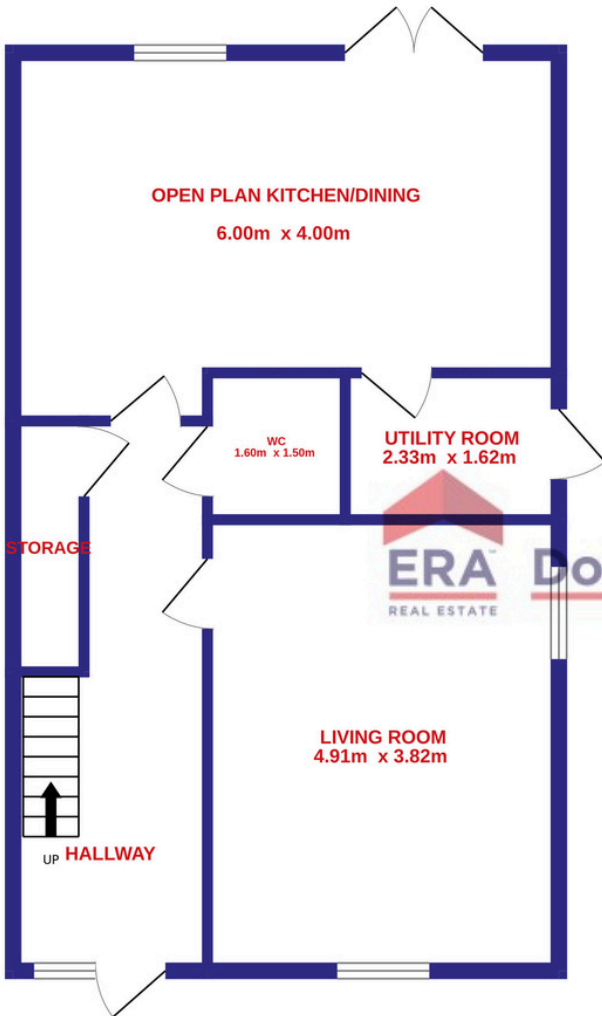 OPEN PLAN KITCHEN/DINING
6.00m x 4.00m
WC
1.60m x 1.50m
UTILITY ROOM
2.33m x 1.62m
STORAGE
ERA
REAL ESTATE
LIVING ROOM
4.91m x 3.82m
UP HALLWAY